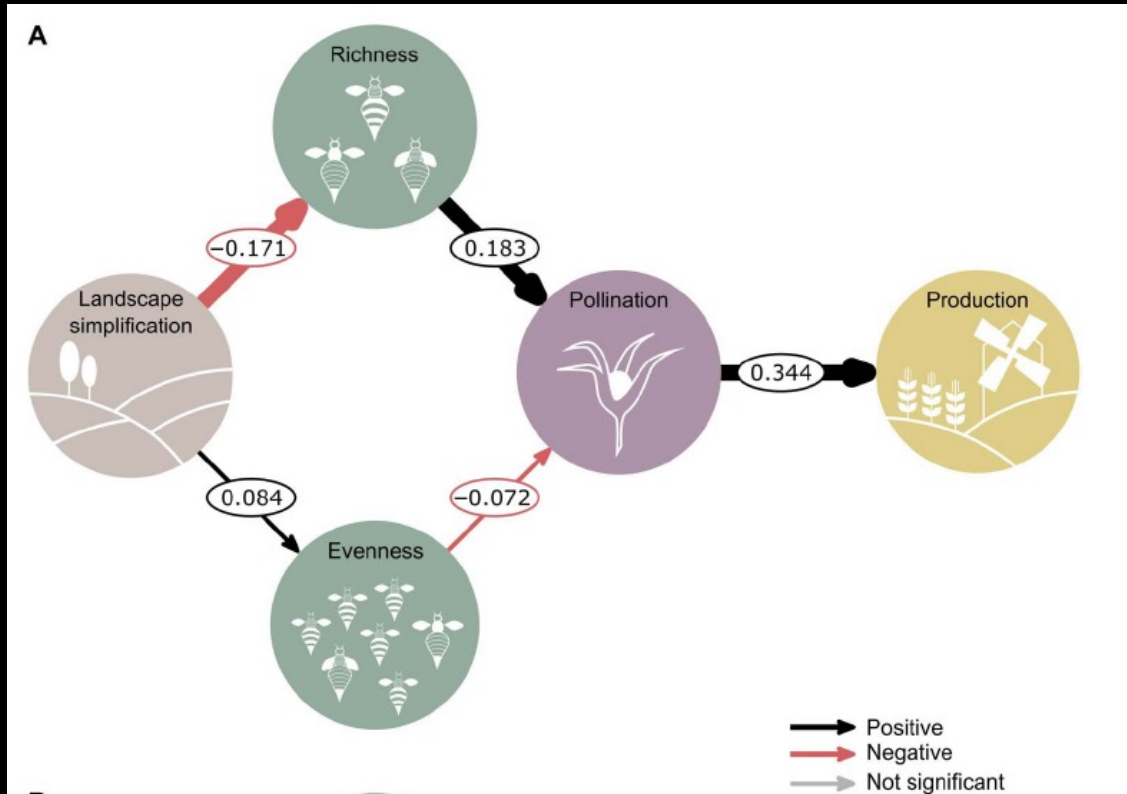 A
Richness
−0.171
0.183
Landscape
simplification
Pollination
Production
0.344
0.084
−0.072
Evenness
Positive
Negative
Not significant